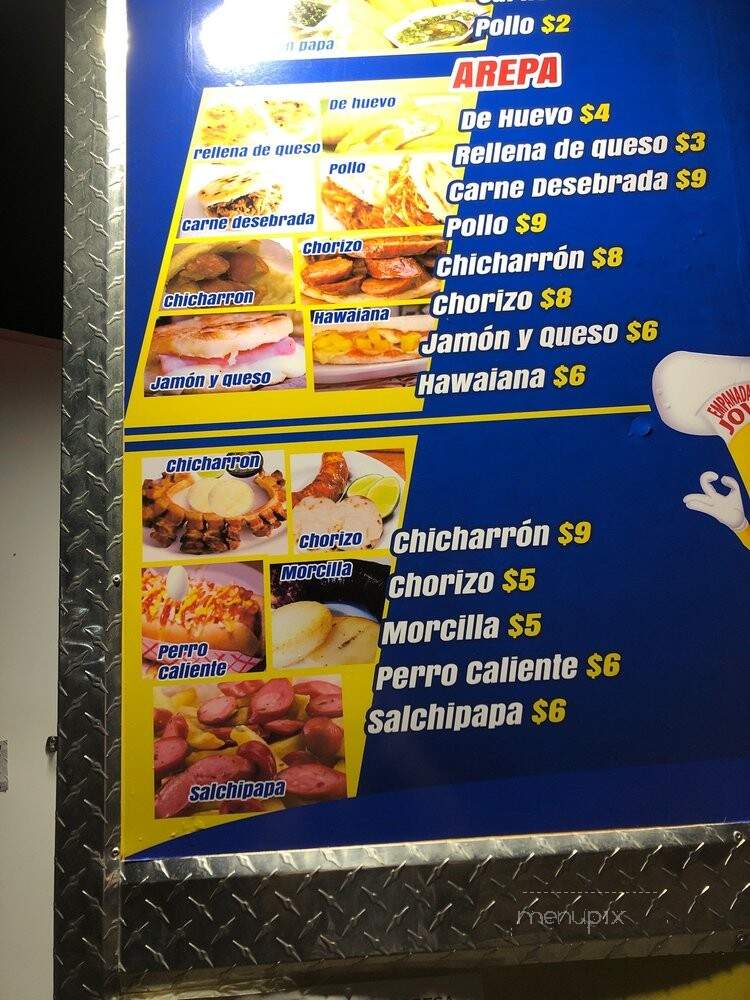 n papa
Pollo $2
AREPA
De Huevo $4
Rellena de queso $3
Carne Desebrada $9
Pollo $9
Chicharrón $8
Chorizo $8
Jamón y Queso $6
Hawaiana $6
De huevo
rellena de queso
Pollo
carne desebrada
chorizo
chicharron
Hawaiana
Jamón y queso
EMPANADA
chicharron
chorizo
Morcilla
Perro
caliente
salchipapa
Chicharrón $9
Chorizo $5
Morcilla $5
Perro Caliente $6
Salchipapa $6
menupix